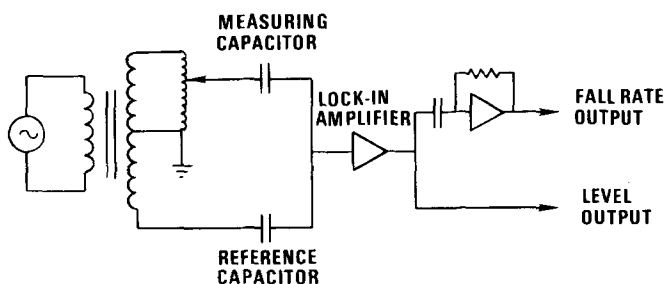 MEASURING
CAPACITOR
LOCK-IN
AMPLIFIER
FALL RATE
OUTPUT
LEVEL
OUTPUT
REFERENCE
CAPACITOR